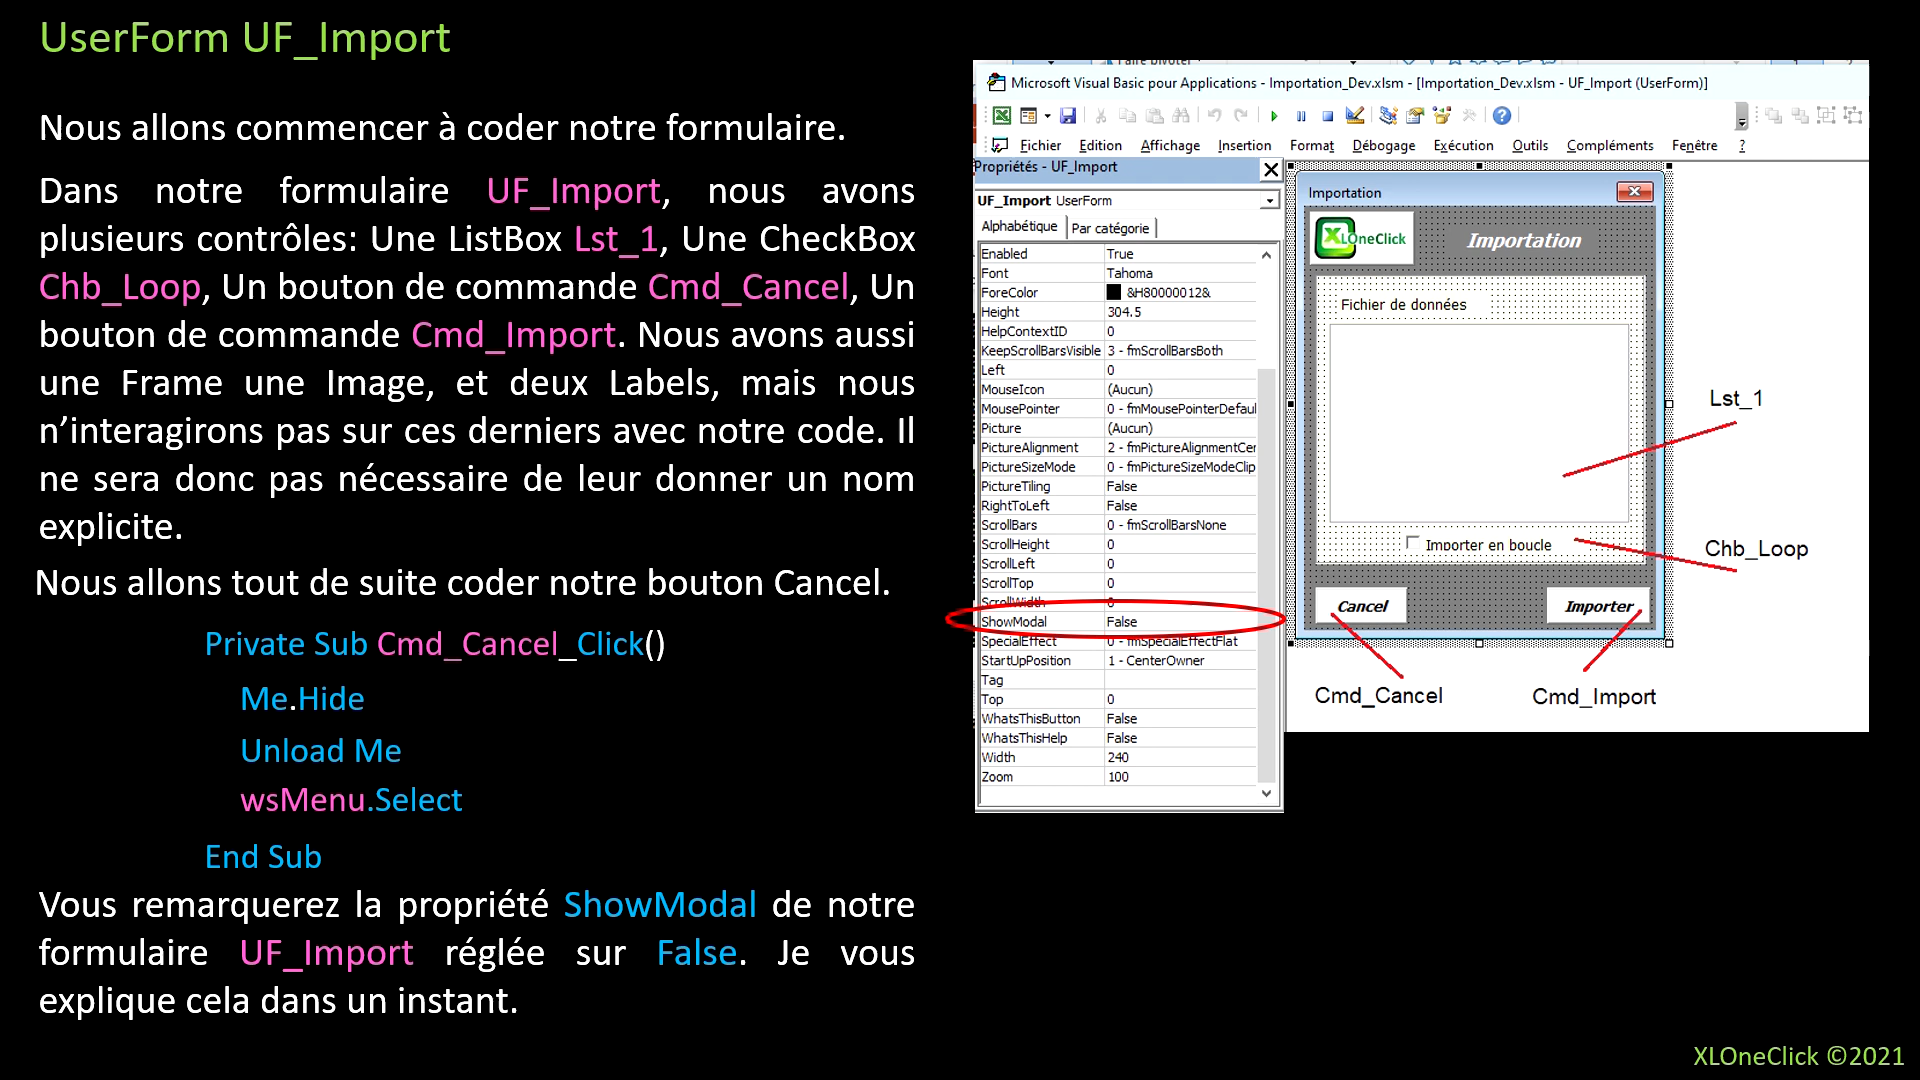 UserForm UF_Import
Nous allons commencer à coder notre formulaire.
Dans notre formulaire UF_Import, nous avons
plusieurs contrôles: Une ListBox Lst_1, Une CheckBox
Chb_Loop, Un bouton de commande Cmd_Cancel, Un
bouton de commande Cmd_Import. Nous avons aussi
une Frame une Image, et deux Labels, mais nous
n’interagirons pas sur ces derniers avec notre code. Il
ne sera donc pas nécessaire de leur donner un nom
explicite.
Nous allons tout de suite coder notre bouton Cancel.
Private Sub Cmd_Cancel_Click()
Me.Hide
Unload Me
wsMenu.Select
End Sub
Vous remarquerez la propriété ShowModal de notre
formulaire UF_Import réglée sur False. Je vous
explique cela dans un instant.
Microsoft Visual Basic pour Applications - Importation_Dev.xlsm - [Importation_Dev.xlsm - UF_Import (UserForm)]
Fichier Edition Affichage Insertion Format Débogage Exécution Outils Compléments Fenêtre ?
Propriétés - UF_Import
UF_Import UserForm
Alphabétique Par catégorie
Enabled True
Font Tahoma
ForeColor &H80000012&
Height 304.5
HelpContextID 0
KeepScrollBarsVisible 3 - fmScrollBarsBoth
Left 0
MouseIcon (Aucun)
MousePointer 0 - fmMousePointerDefaul
Picture (Aucun)
PictureAlignment 2 - fmPictureAlignmentCer
PictureSizeMode 0 - fmPictureSizeModeClip
PictureTiling False
RightToLeft False
ScrollBars 0 - fmScrollBarsNone
ScrollHeight 0
ScrollLeft 0
ScrollTop 0
ScrollWidth 0
ShowModal False
SpecialEffect 0 - fmSpecialEffectFlat
StartUpPosition 1 - CenterOwner
Tag
Top 0
WhatsThisButton False
WhatsThisHelp False
Width 240
Zoom 100
Importation
XLOneClick Importation
Fichier de données
Importer en boucle
Cancel Importer
Lst_1
Chb_Loop
Cmd_Cancel Cmd_Import
XLOneClick ©2021